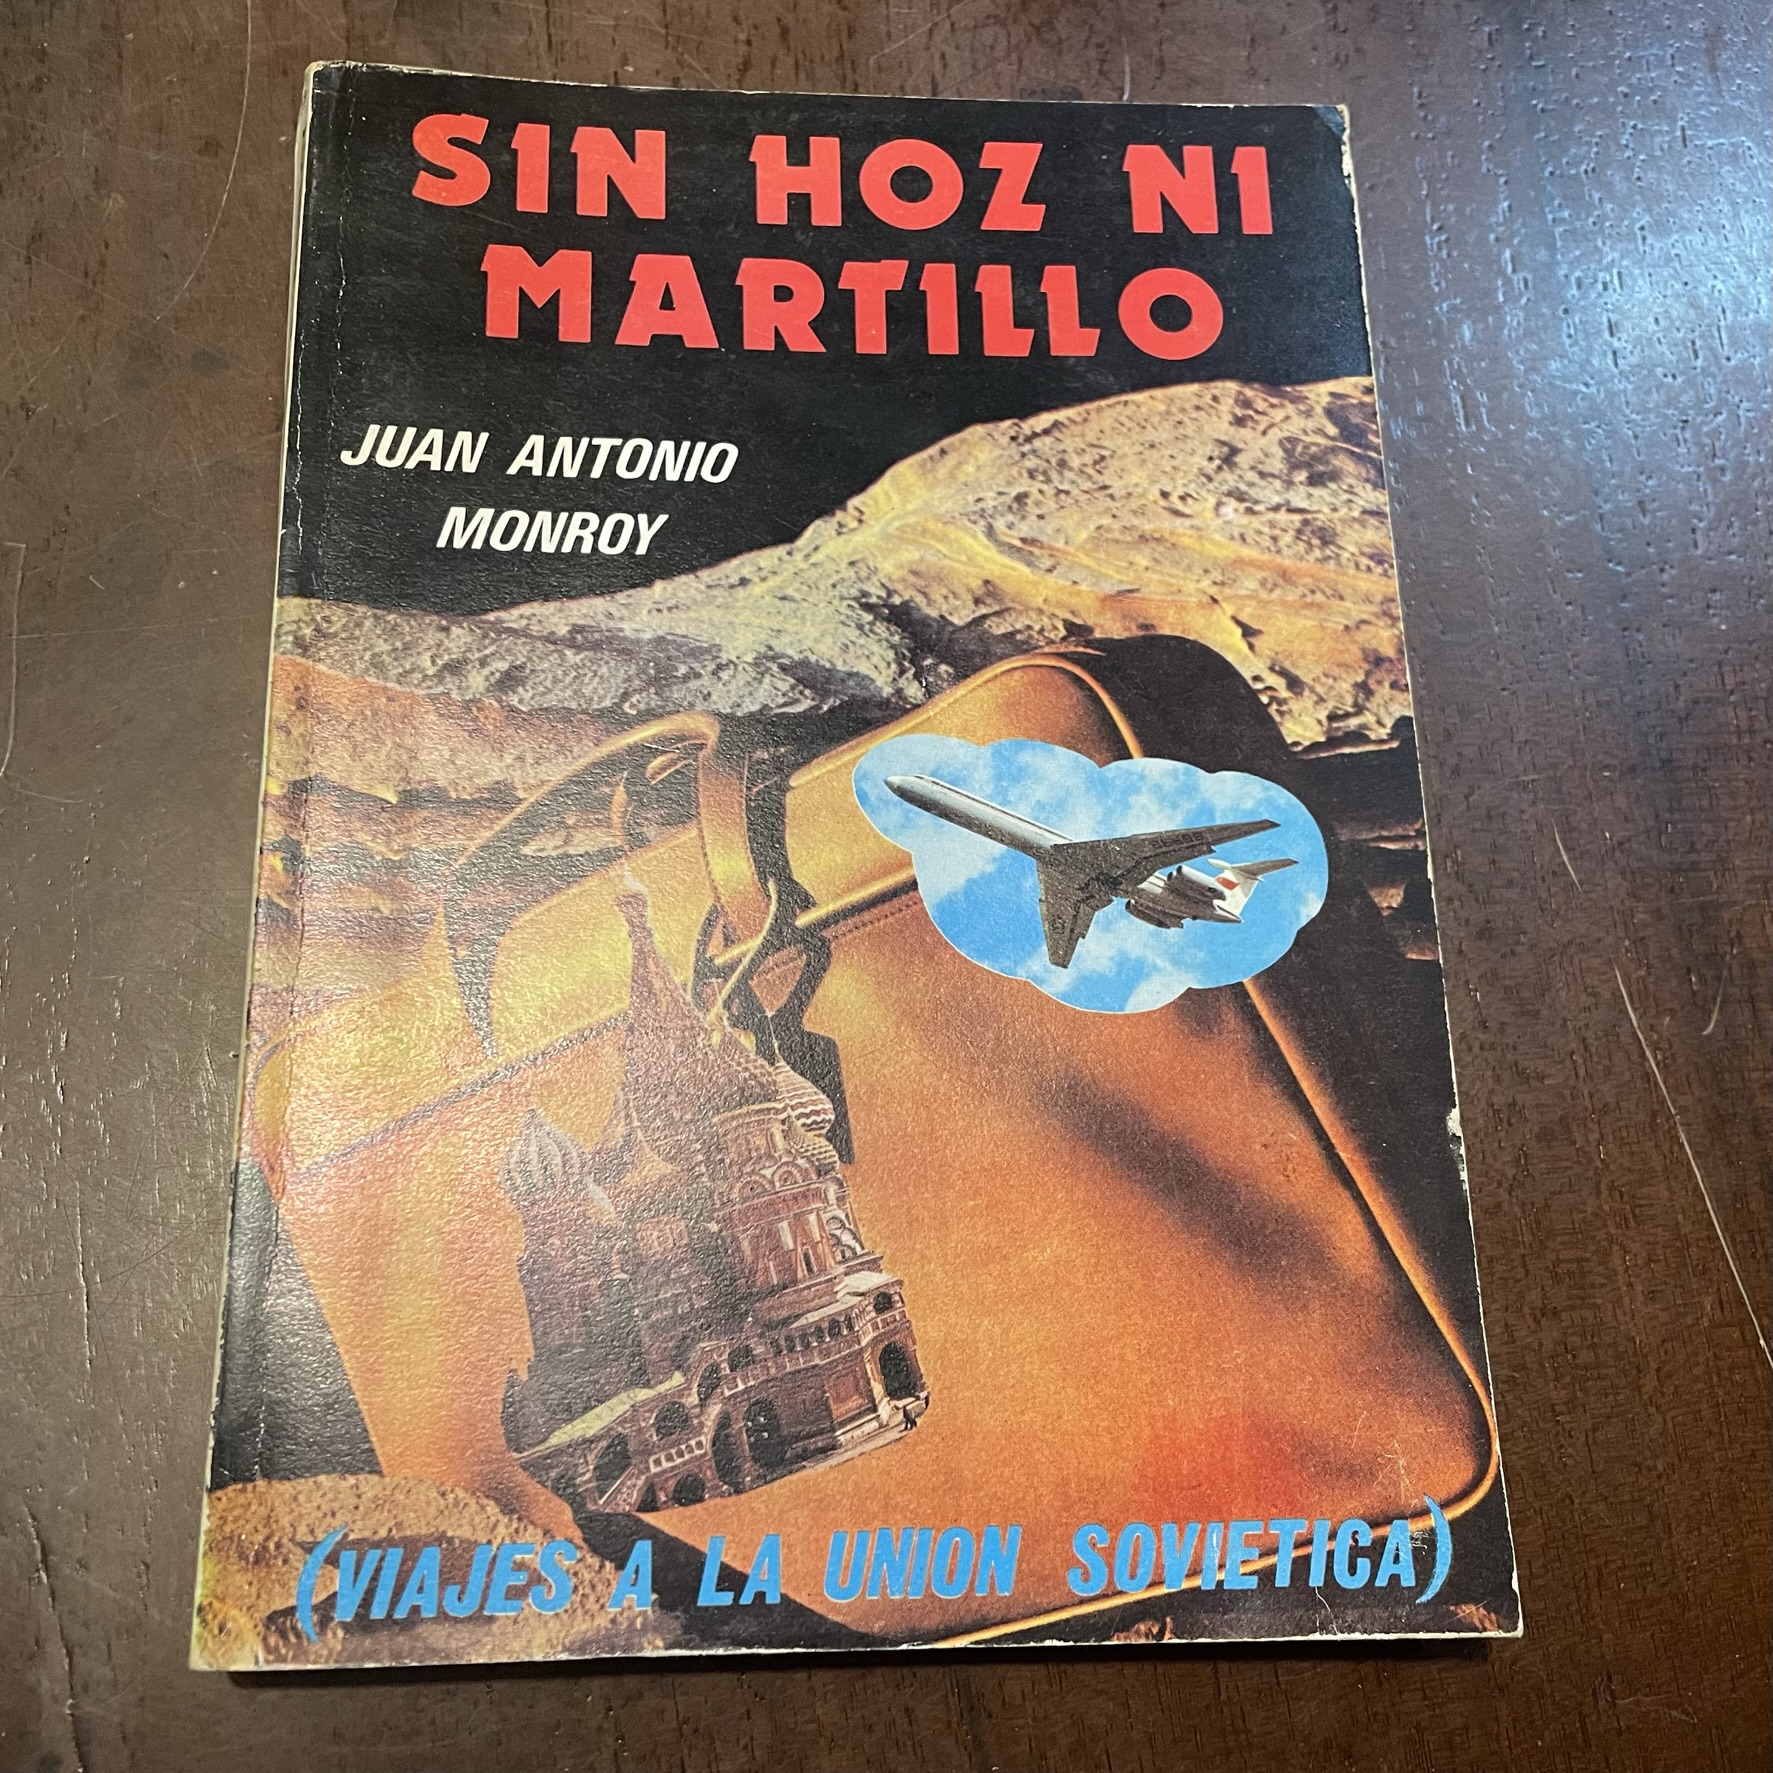 SIN HOZ NI
MARTILLO
JUAN ANTONIO
MONROY
(VIAJES A LA UNION SOVIETICA)